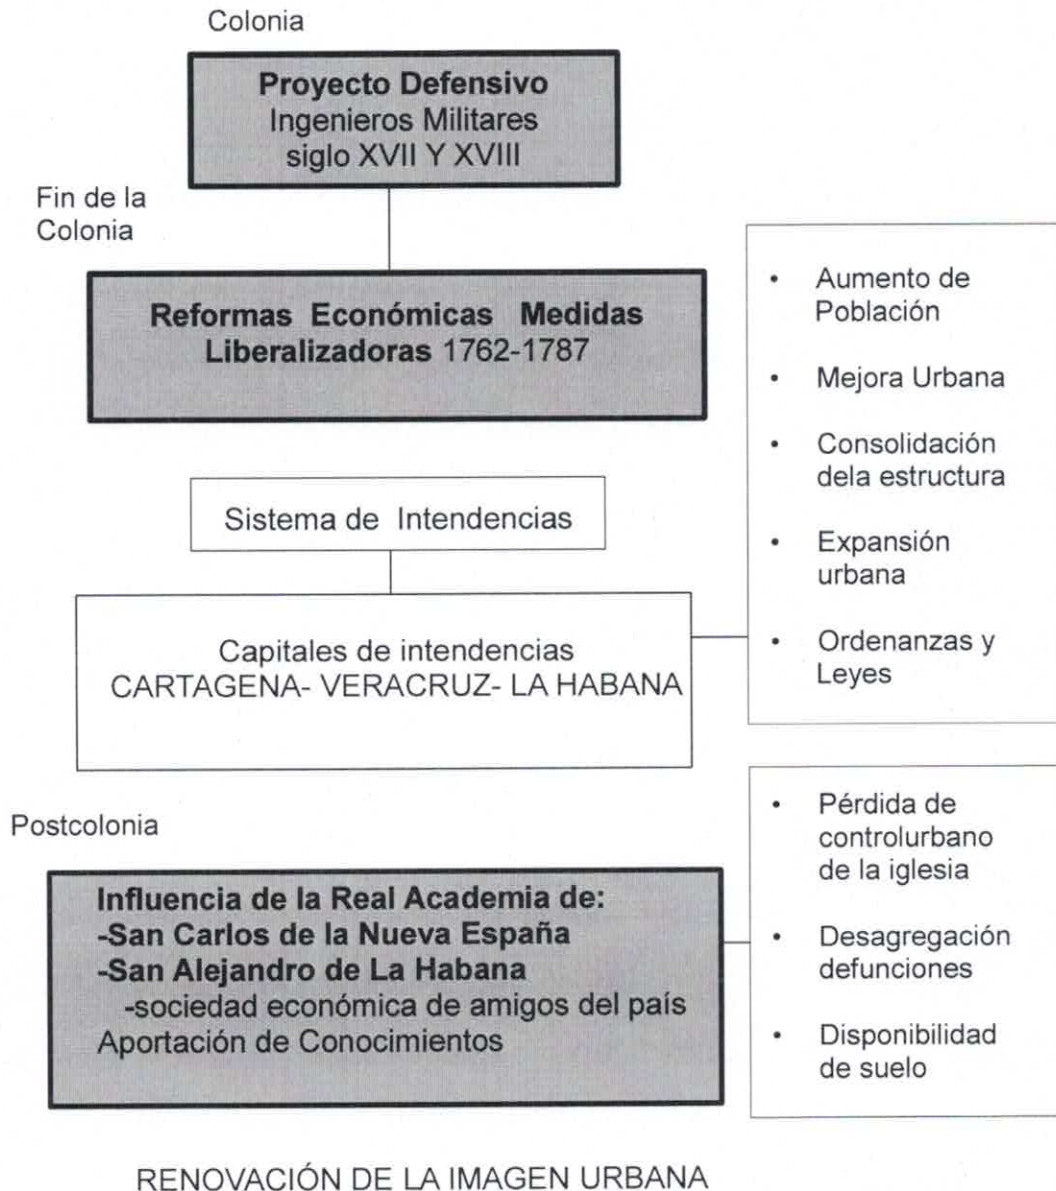 Colonia
Proyecto Defensivo
Ingenieros Militares
siglo XVII Y XVIII
Fin de la
Colonia
Reformas Económicas Medidas
Liberalizadoras 1762-1787
Sistema de Intendencias
Capitales de intendencias
CARTAGENA- VERACRUZ- LA HABANA
• Aumento de
Población
• Mejora Urbana
• Consolidación
dela estructura
• Expansión
urbana
• Ordenanzas y
Leyes
Postcolonia
Influencia de la Real Academia de:
-San Carlos de la Nueva España
-San Alejandro de La Habana
-sociedad económica de amigos del país
Aportación de Conocimientos
• Pérdida de
controlurbano
de la iglesia
• Desagregación
defunciones
• Disponibilidad
de suelo
RENOVACIÓN DE LA IMAGEN URBANA